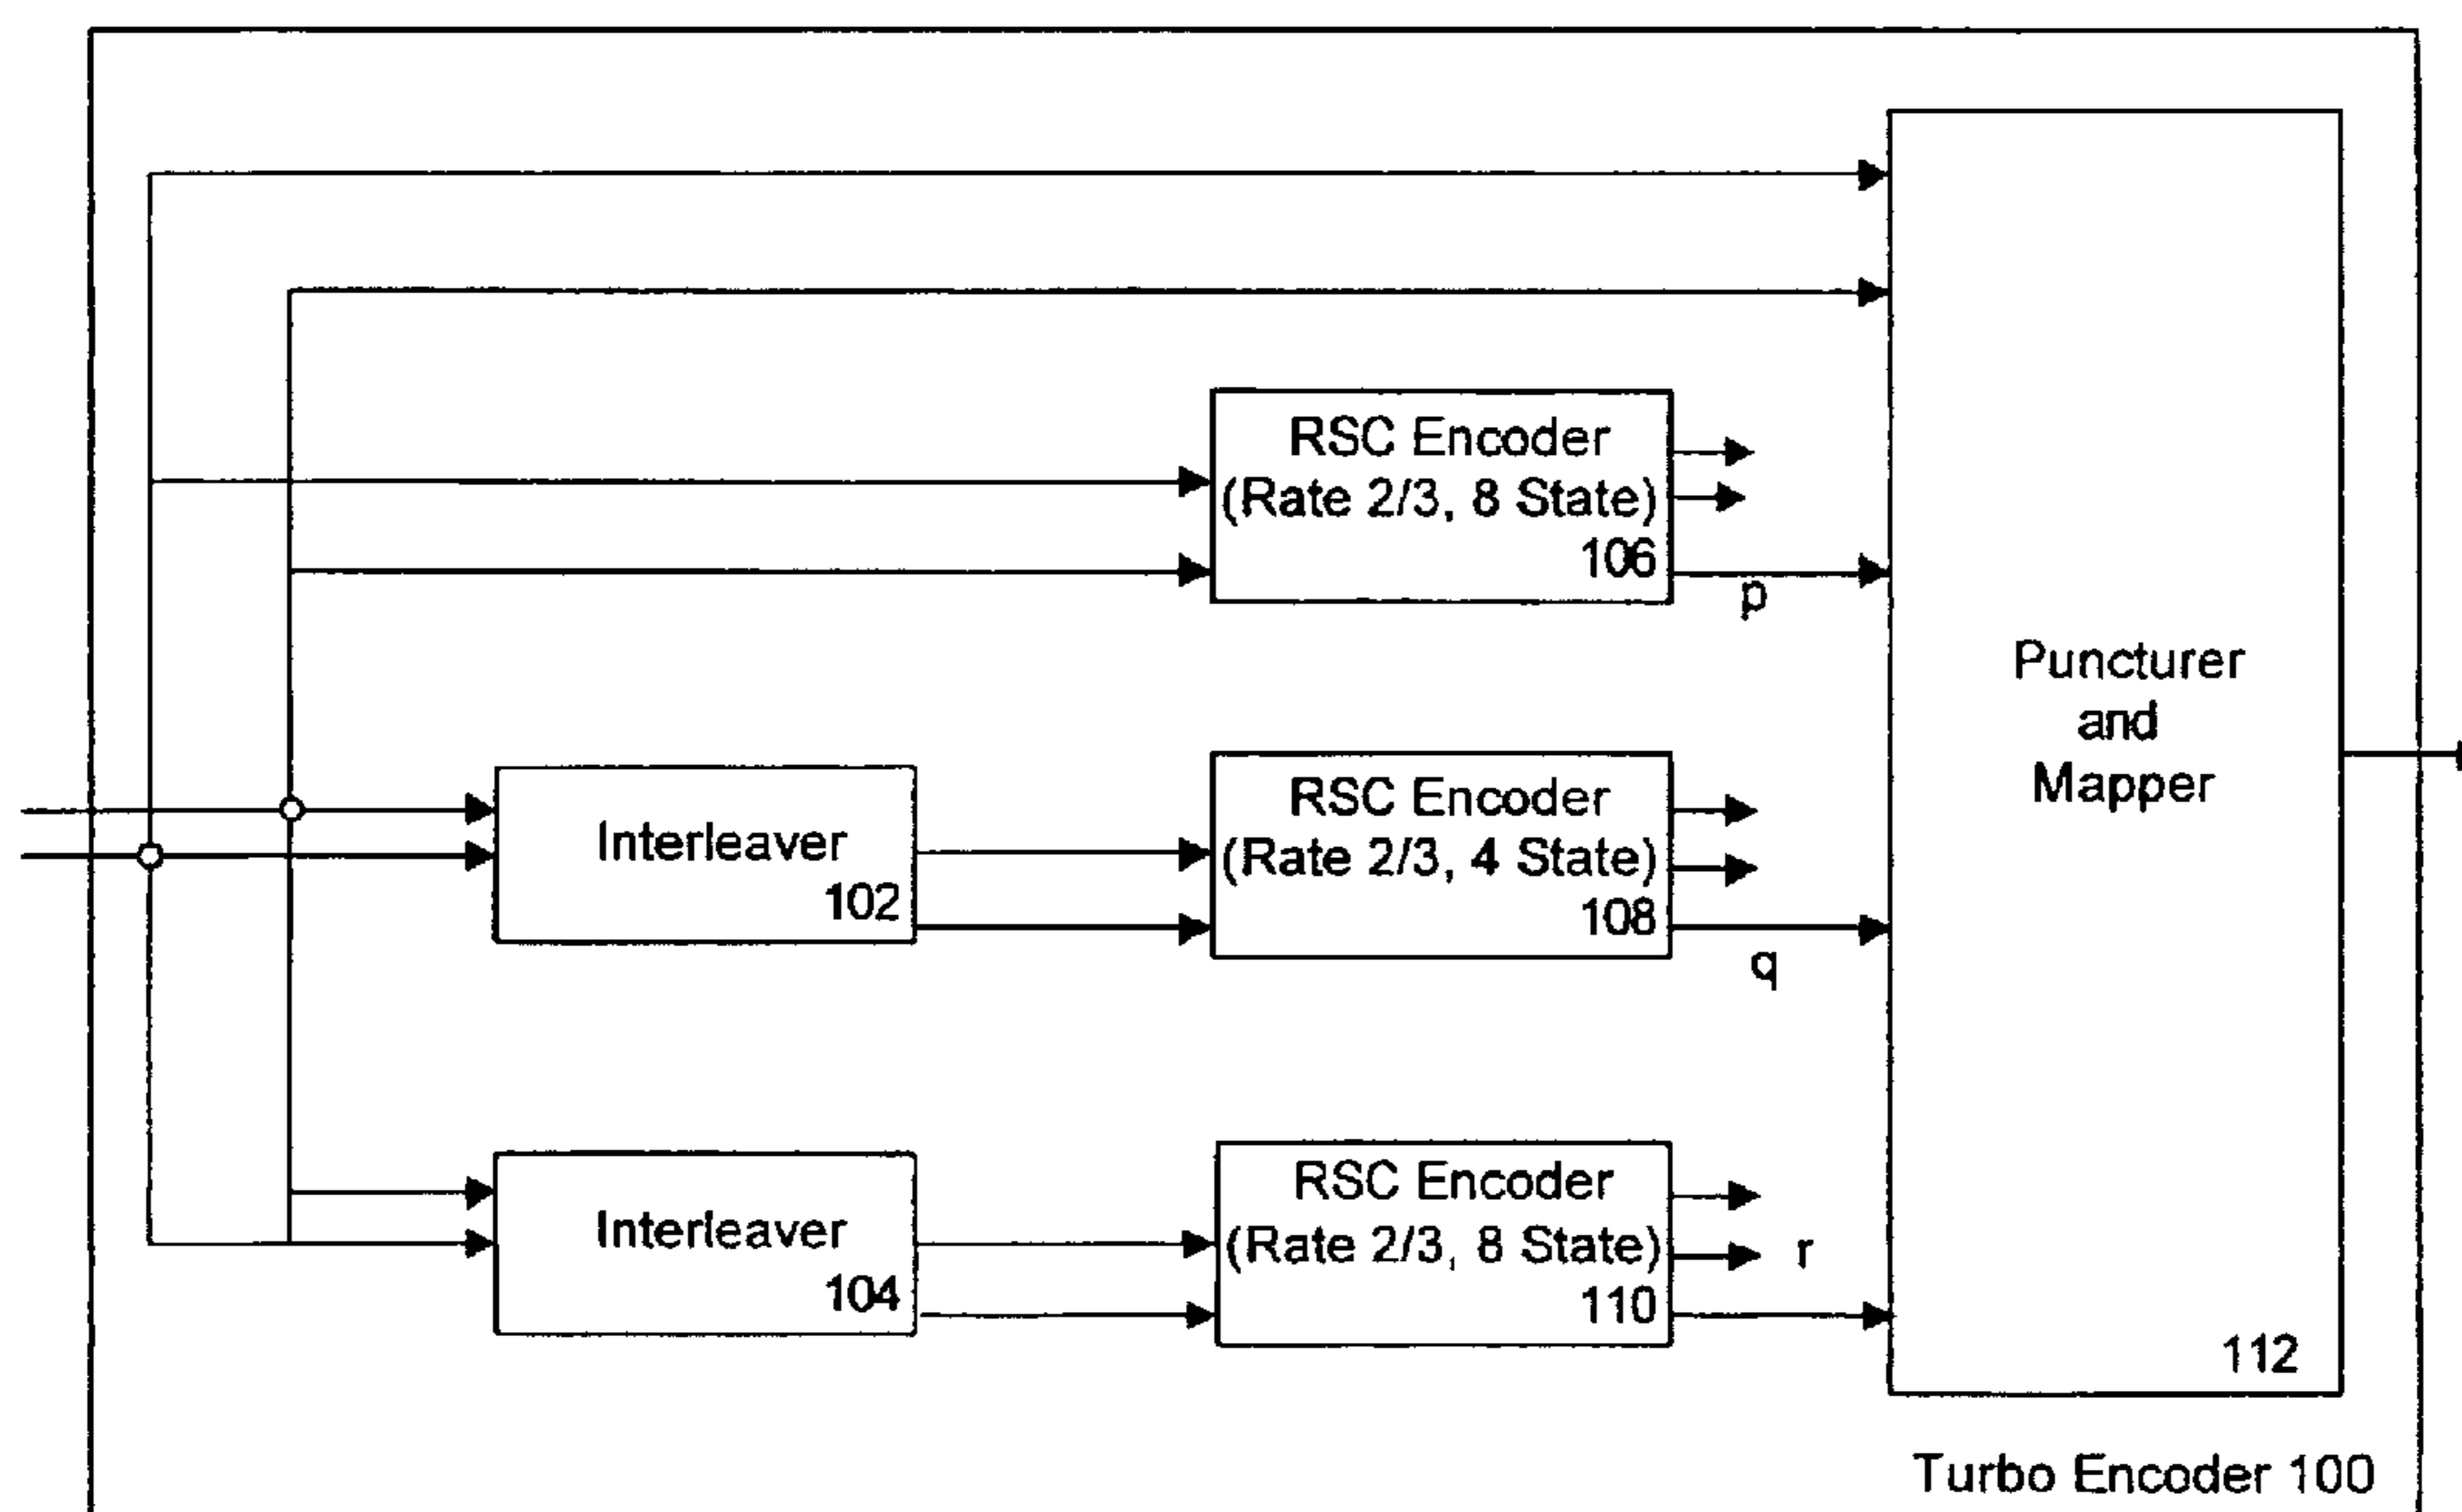 RSC Encoder
(Rate 2/3, 8 State)
106
p
Puncturer
and
Mapper
Interleaver
102
RSC Encoder
(Rate 2/3, 4 State)
108
q
Interleaver
104
RSC Encoder
(Rate 2/3, 8 State)
110
r
112
Turbo Encoder 100